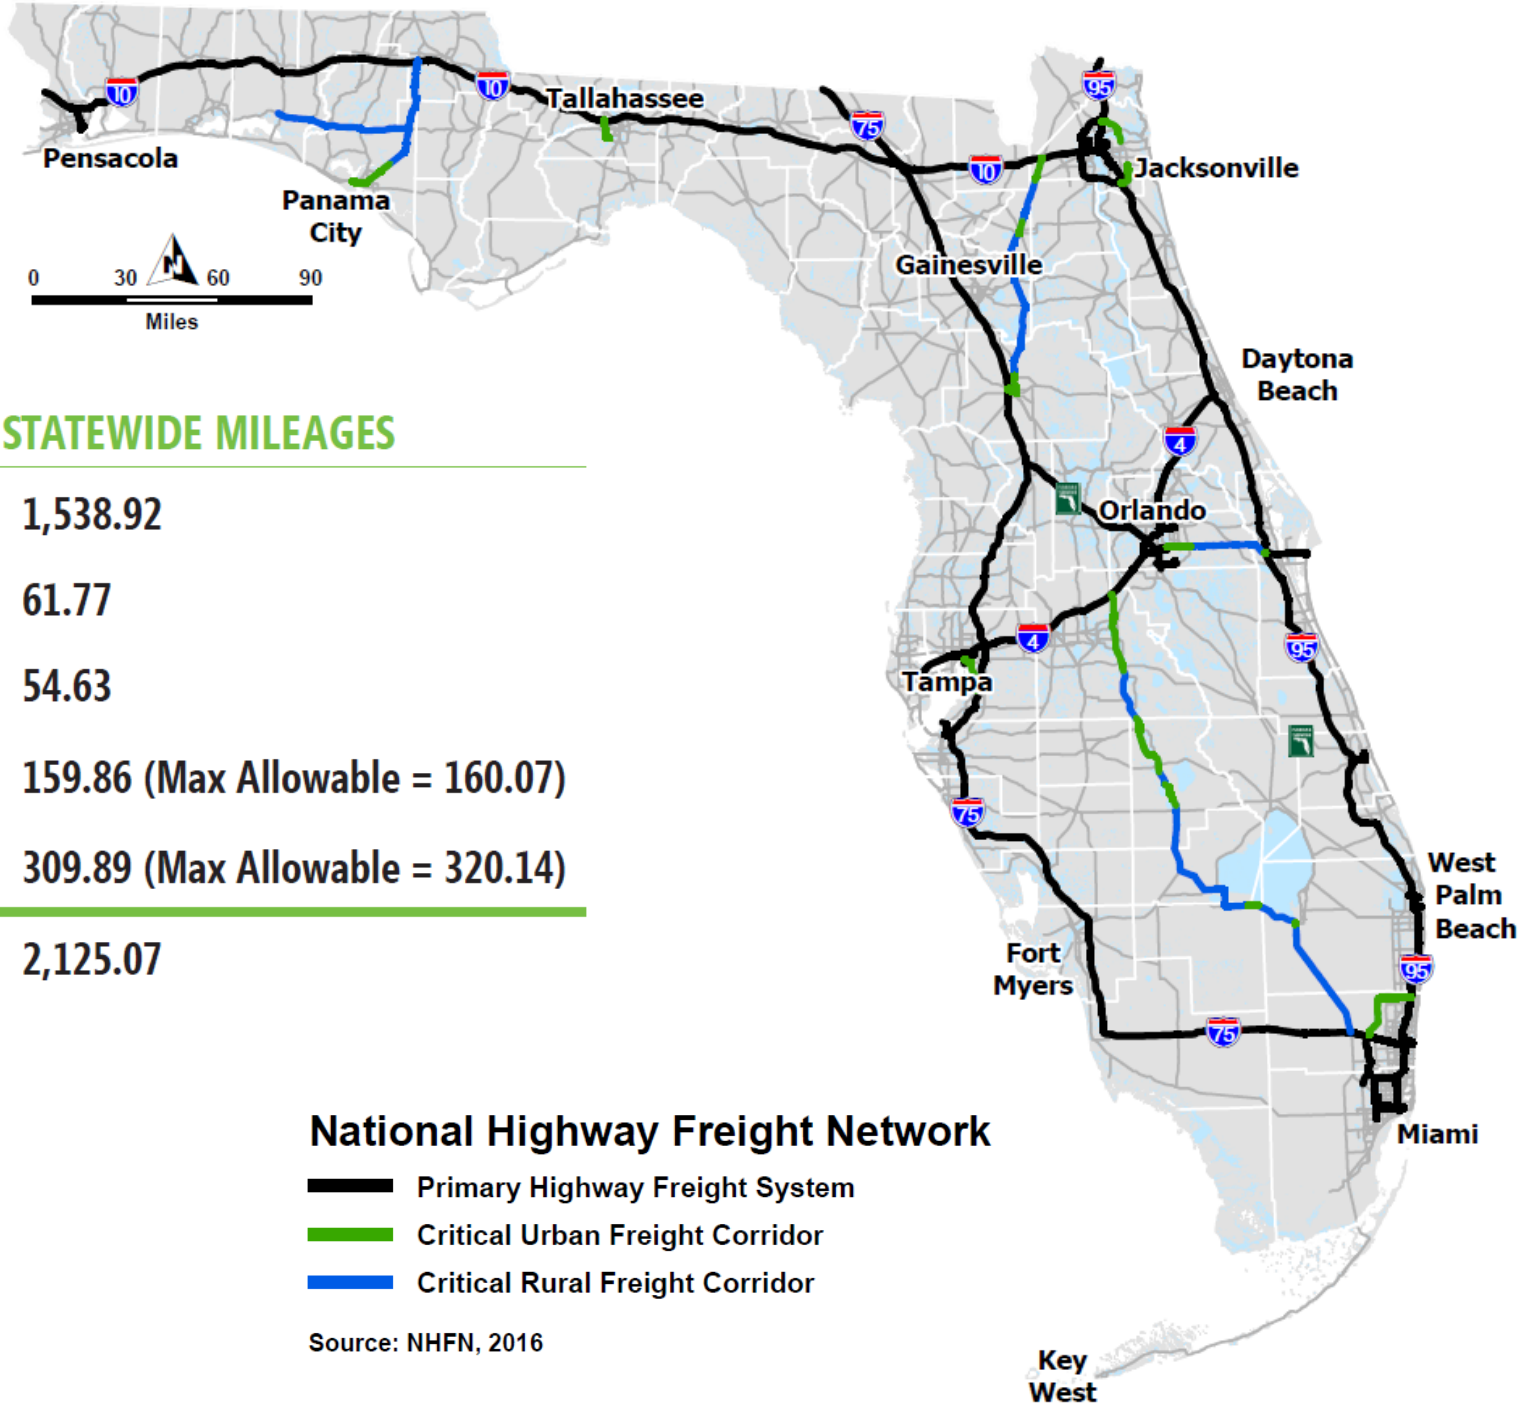 10
10
Tallahassee
75
95
Pensacola
10
Jacksonville
Panama
City
N
0 30 60 90
Miles
Gainesville
Daytona
Beach
4
STATEWIDE MILEAGES
1,538.92
61.77
54.63
159.86 (Max Allowable = 160.07)
309.89 (Max Allowable = 320.14)
2,125.07
Orlando
4
95
Tampa
75
West
Palm
Beach
Fort
Myers
95
75
Miami
National Highway Freight Network
Primary Highway Freight System
Critical Urban Freight Corridor
Critical Rural Freight Corridor
Source: NHFN, 2016
Key
West